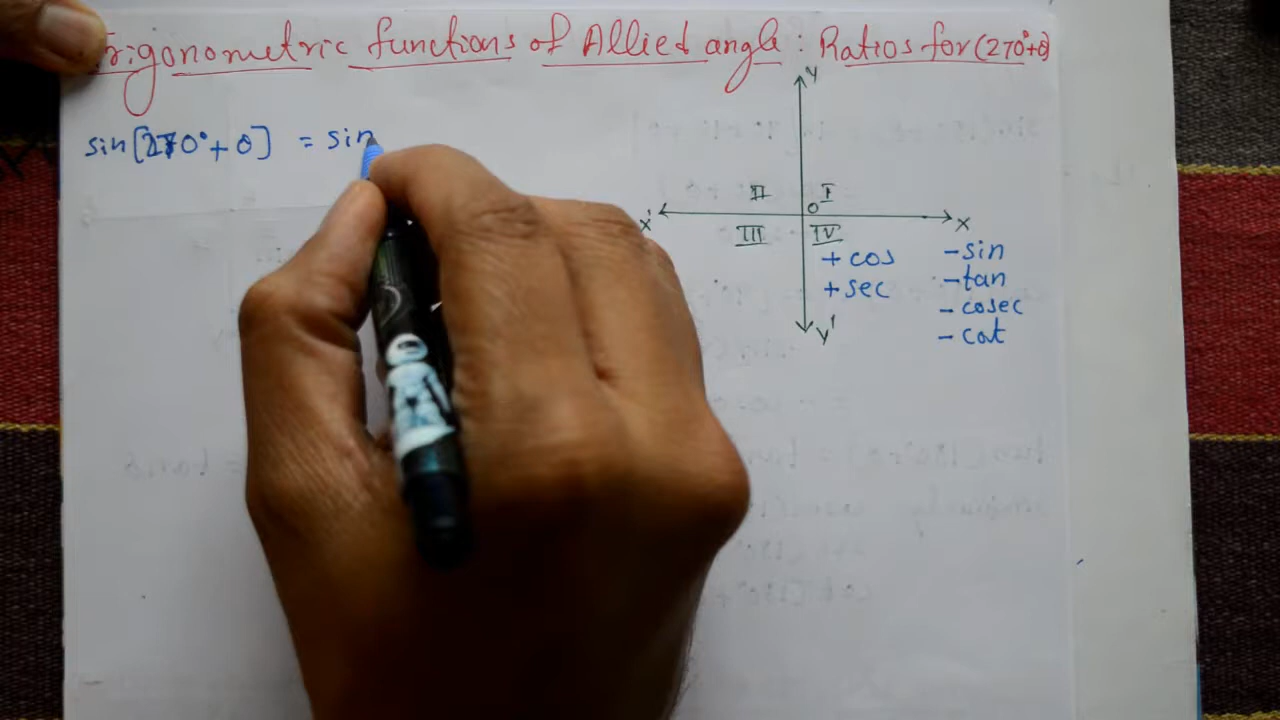 Trigonometric functions of Allied angle : Ratios for (270°+θ)
sin[270°+θ] = sin
Y
II I
X' O X
III IV
+ cos - sin
+ sec - tan
- cosec
- cot
Y'